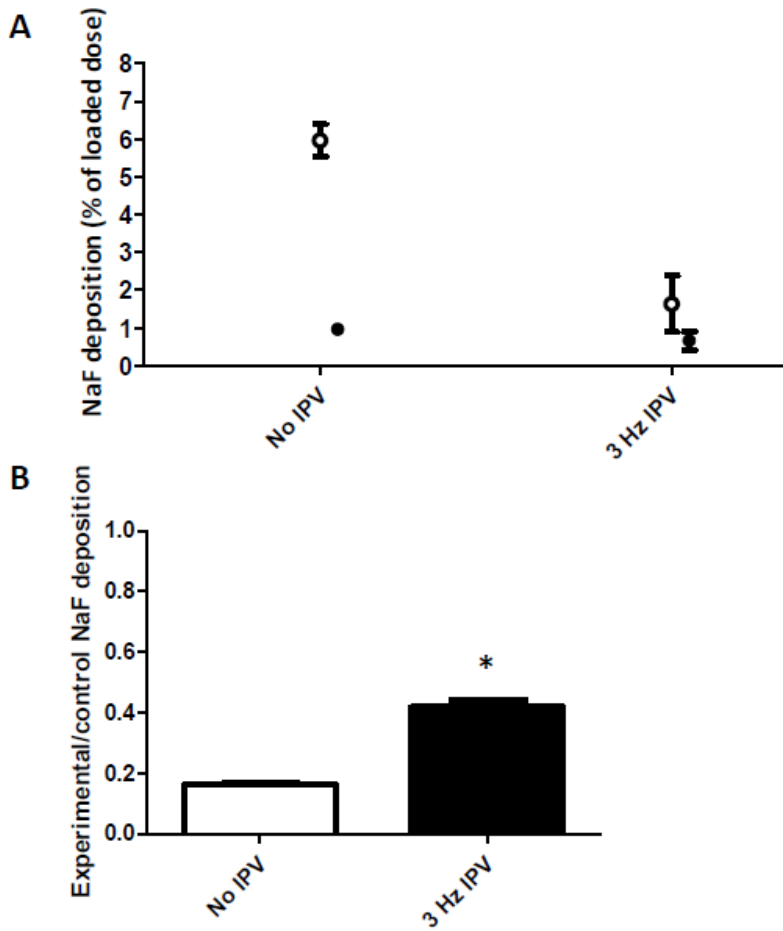 A
NaF deposition (% of loaded dose)
8
7
6
5
4
3
2
1
0
No IPV
3 Hz IPV
B
Experimental/control NaF deposition
1.0
0.8
0.6
0.4
0.2
0.0
*
No IPV
3 Hz IPV